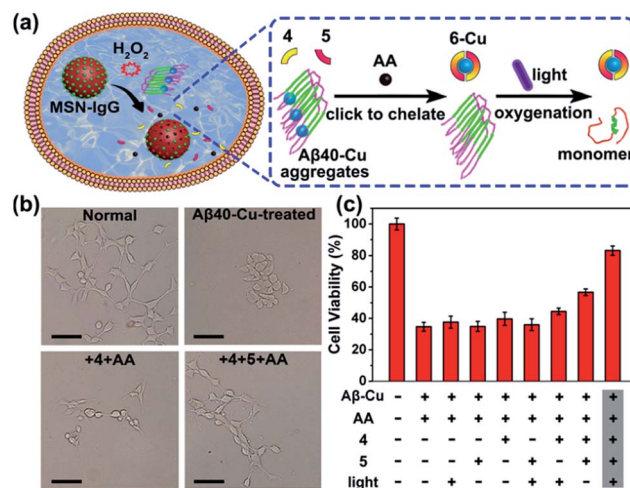 (a)
H2O2
MSN-IgG
4 5 AA 6-Cu
light
click to chelate
oxygenation
Aβ40-Cu
aggregates
monomer
(b)
Normal
Aβ40-Cu-treated
+4+AA
+4+5+AA
(c)
Cell Viability (%)
100
80
60
40
20
0
Aβ-Cu − + + + + + + + +
AA − + + + + + + + +
4 − − − − + − + + +
5 − − − + − + − + +
light − − + − − + + − +